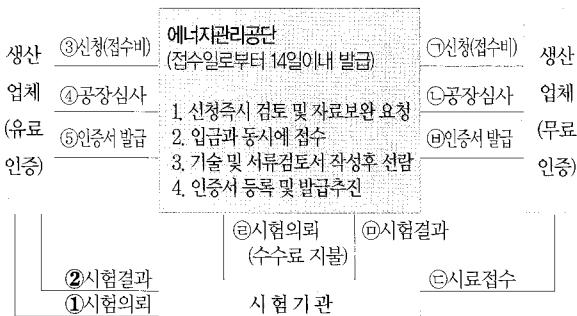 에너지관리공단
(접수일로부터 14일이내 발급)
1. 신청즉시 검토 및 자료보완 요청
2. 입금과 동시에 접수
3. 기술 및 서류검토서 작성후 선람
4. 인증서 등록 및 발급추진
생산
업체
(유료
인증)
③신청(접수비)
④공장심사
⑤인증서 발급
㉠신청(접수비)
㉡공장심사
㉥인증서 발급
생산
업체
(무료
인증)
㉣시험의뢰
(수수료 지불)
㉤시험결과
②시험결과
①시험의뢰
㉢시료접수
시험기관